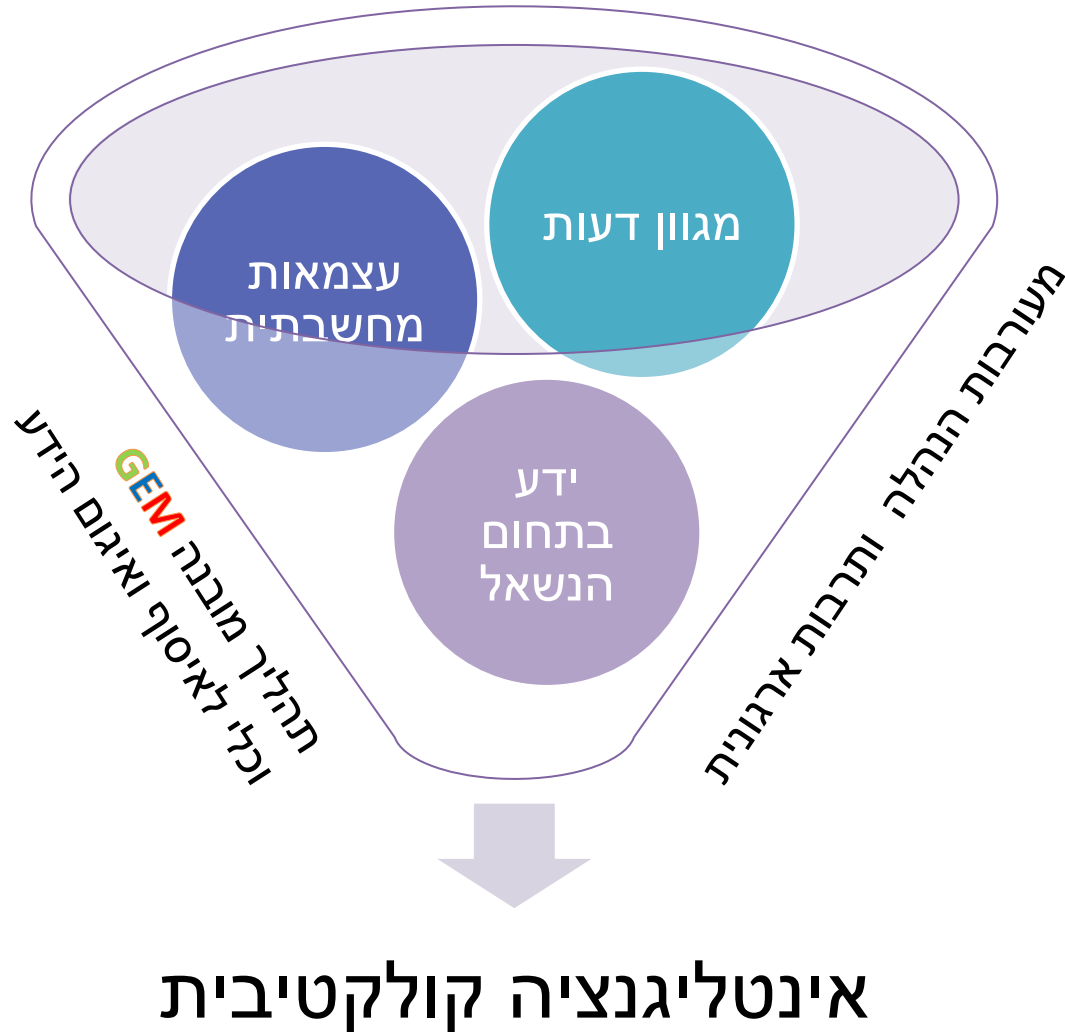 מגוון דעות
עצמאות
מחשבתית
ידע
בתחום
הנשאל
מעורבות הנהלה ותרבות ארגונית
תהליך מובנה GEM
וכלי לאיסוף ואיגום הידע
אינטליגנציה קולקטיבית